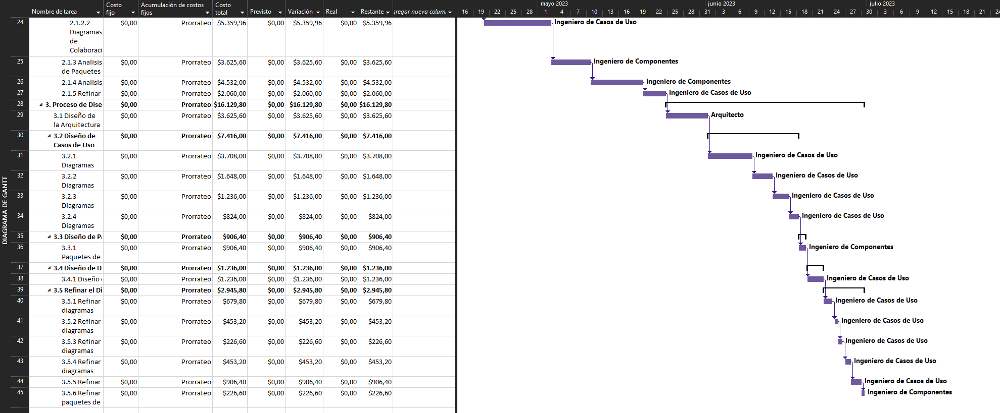 DIAGRAMA DE GANTT
Nombre de tarea Costo fijo Acumulación de costos fijos Costo total Previsto Variación Real Restante gregar nueva colum
mayo 2023 junio 2023 julio 2023
16 19 22 25 28 1 4 7 10 13 16 19 22 25 28 31 3 6 9 12 15 18 21 24 27 30 3 6 9 12 15 18 21 24
24 2.1.2.2 Diagramas de Colaboraci $0,00 Prorrateo $5.359,96 $0,00 $5.359,96 $0,00 $5.359,96 Ingeniero de Casos de Uso
25 2.1.3 Analisis de Paquetes $0,00 Prorrateo $3.625,60 $0,00 $3.625,60 $0,00 $3.625,60 Ingeniero de Componentes
26 2.1.4 Analisis $0,00 Prorrateo $4.532,00 $0,00 $4.532,00 $0,00 $4.532,00 Ingeniero de Componentes
27 2.1.5 Refinar $0,00 Prorrateo $2.060,00 $0,00 $2.060,00 $0,00 $2.060,00 Ingeniero de Casos de Uso
28 3. Proceso de Dise $0,00 Prorrateo $16.129,80 $0,00 $16.129,80 $0,00 $16.129,80
29 3.1 Diseño de la Arquitectura $0,00 Prorrateo $3.625,60 $0,00 $3.625,60 $0,00 $3.625,60 Arquitecto
30 3.2 Diseño de Casos de Uso $0,00 Prorrateo $7.416,00 $0,00 $7.416,00 $0,00 $7.416,00
31 3.2.1 Diagramas $0,00 Prorrateo $3.708,00 $0,00 $3.708,00 $0,00 $3.708,00 Ingeniero de Casos de Uso
32 3.2.2 Diagramas $0,00 Prorrateo $1.648,00 $0,00 $1.648,00 $0,00 $1.648,00 Ingeniero de Casos de Uso
33 3.2.3 Diagramas $0,00 Prorrateo $1.236,00 $0,00 $1.236,00 $0,00 $1.236,00 Ingeniero de Casos de Uso
34 3.2.4 Diagramas $0,00 Prorrateo $824,00 $0,00 $824,00 $0,00 $824,00 Ingeniero de Casos de Uso
35 3.3 Diseño de Pa $0,00 Prorrateo $906,40 $0,00 $906,40 $0,00 $906,40
36 3.3.1 Paquetes de $0,00 Prorrateo $906,40 $0,00 $906,40 $0,00 $906,40 Ingeniero de Componentes
37 3.4 Diseño de D $0,00 Prorrateo $1.236,00 $0,00 $1.236,00 $0,00 $1.236,00
38 3.4.1 Diseño $0,00 Prorrateo $1.236,00 $0,00 $1.236,00 $0,00 $1.236,00 Ingeniero de Casos de Uso
39 3.5 Refinar el Di $0,00 Prorrateo $2.945,80 $0,00 $2.945,80 $0,00 $2.945,80
40 3.5.1 Refinar diagramas $0,00 Prorrateo $679,80 $0,00 $679,80 $0,00 $679,80 Ingeniero de Casos de Uso
41 3.5.2 Refinar diagramas $0,00 Prorrateo $453,20 $0,00 $453,20 $0,00 $453,20 Ingeniero de Casos de Uso
42 3.5.3 Refinar diagramas $0,00 Prorrateo $226,60 $0,00 $226,60 $0,00 $226,60 Ingeniero de Casos de Uso
43 3.5.4 Refinar diagramas $0,00 Prorrateo $453,20 $0,00 $453,20 $0,00 $453,20 Ingeniero de Casos de Uso
44 3.5.5 Refinar $0,00 Prorrateo $906,40 $0,00 $906,40 $0,00 $906,40 Ingeniero de Casos de Uso
45 3.5.6 Refinar paquetes de $0,00 Prorrateo $226,60 $0,00 $226,60 $0,00 $226,60 Ingeniero de Componentes